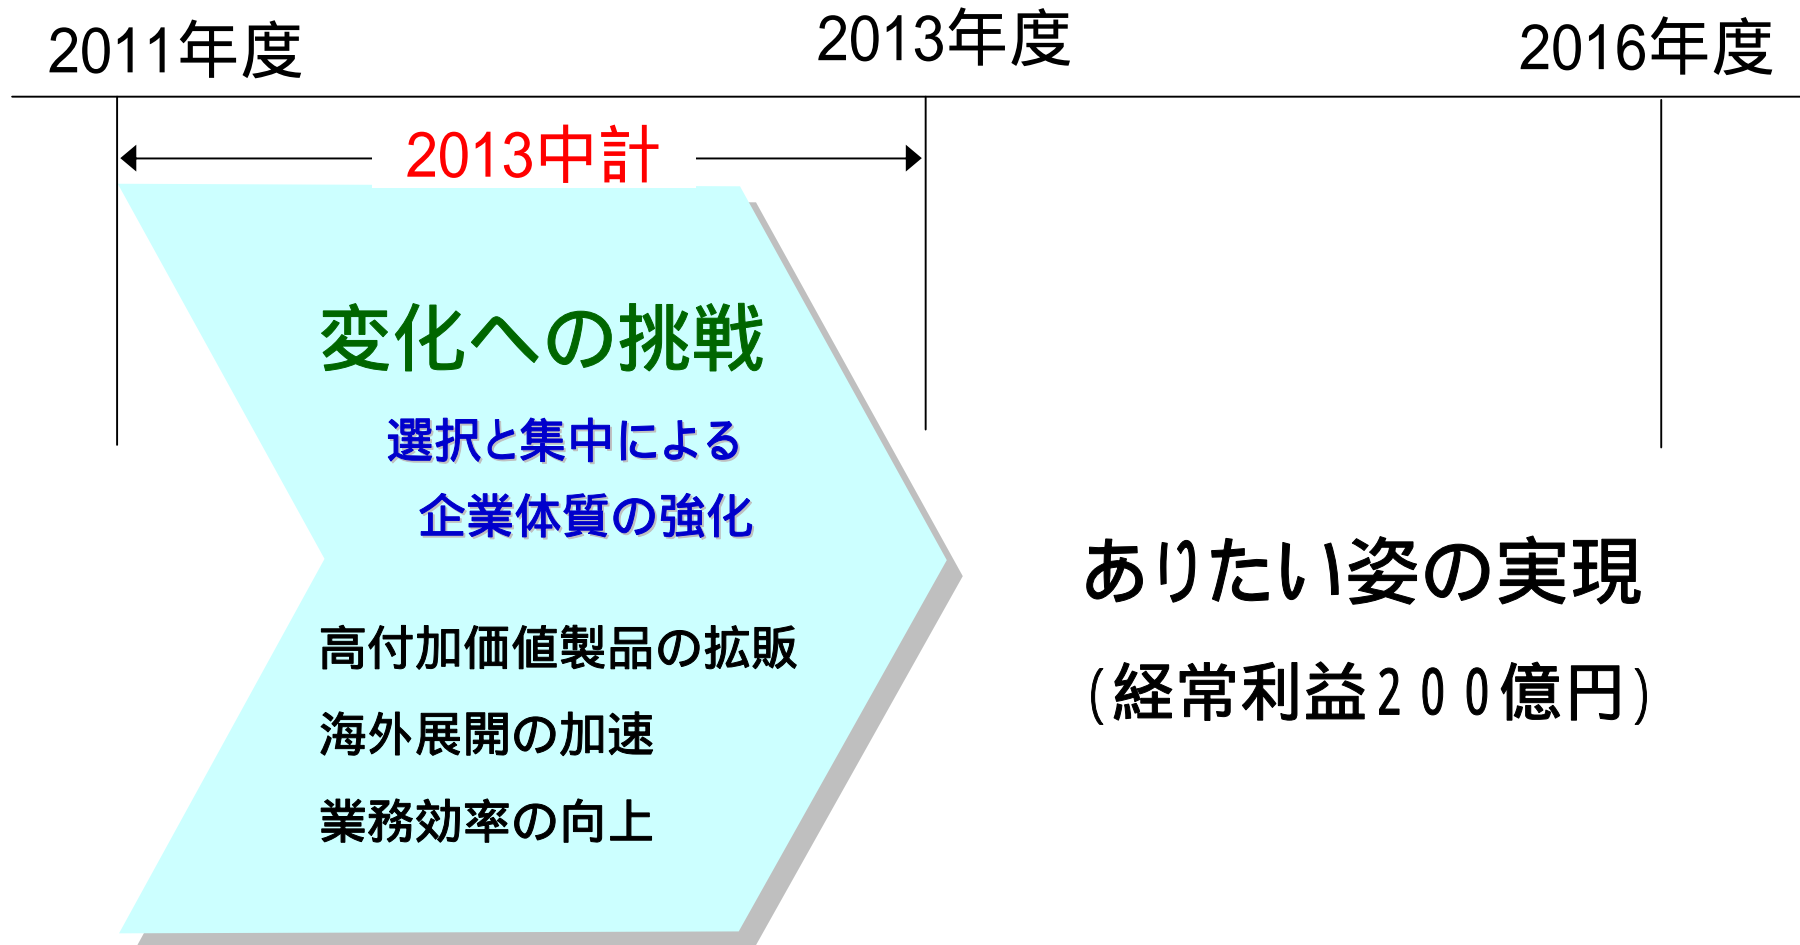 2011年度
2013年度
2016年度
2013中計
変化への挑戦
選択と集中による
企業体質の強化
高付加価値製品の拡販
海外展開の加速
業務効率の向上
ありたい姿の実現
(経常利益200億円)